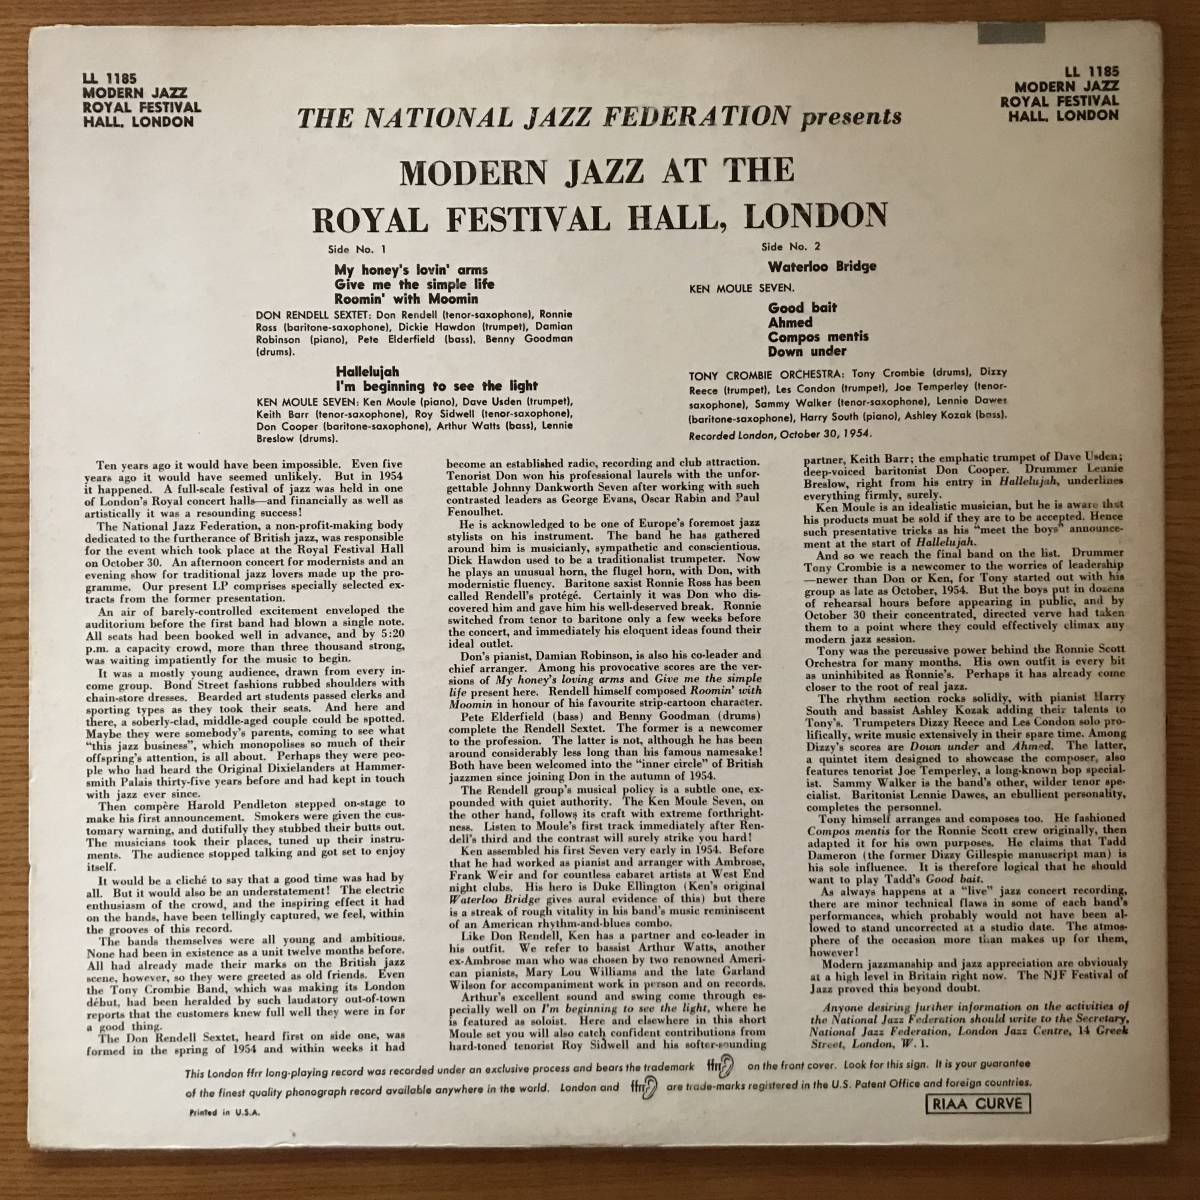 LL 1185
MODERN JAZZ
ROYAL FESTIVAL
HALL, LONDON
LL 1185
MODERN JAZZ
ROYAL FESTIVAL
HALL, LONDON
THE NATIONAL JAZZ FEDERATION presents
MODERN JAZZ AT THE
ROYAL FESTIVAL HALL, LONDON
Side No. 1
My honey's lovin' arms
Give me the simple life
Roomin' with Moomin
DON RENDELL SEXTET: Don Rendell (tenor-saxophone), Ronnie
Ross (baritone-saxophone), Dickie Hawdon (trumpet), Damian
Robinson (piano), Pete Elderfield (bass), Benny Goodman
(drums).
Hallelujah
I'm beginning to see the light
KEN MOULE SEVEN: Ken Moule (piano), Dave Usden (trumpet),
Keith Barr (tenor-saxophone), Roy Sidwell (tenor-saxophone),
Don Cooper (baritone-saxophone), Arthur Watts (bass), Lennie
Breslow (drums).
Side No. 2
Waterloo Bridge
KEN MOULE SEVEN.
Good bait
Ahmed
Compos mentis
Down under
TONY CROMBIE ORCHESTRA: Tony Crombie (drums), Dizzy
Reece (trumpet), Les Condon (trumpet), Joe Temperley (tenor-
saxophone), Sammy Walker (tenor-saxophone), Lennie Dawes
(baritone-saxophone), Harry South (piano), Ashley Kozak (bass).
Recorded London, October 30, 1954.
Ten years ago it would have been impossible. Even five
years ago it would have seemed unlikely. But in 1954
it happened. A full-scale festival of jazz was held in one
of London's Royal concert halls—and financially as well as
artistically it was a resounding success!
The National Jazz Federation, a non-profit-making body
dedicated to the furtherance of British jazz, was responsible
for the event which took place at the Royal Festival Hall
on October 30. An afternoon concert for modernists and an
evening show for traditional jazz lovers made up the pro-
gramme. Our present LP comprises specially selected ex-
tracts from the former presentation.
An air of barely-controlled excitement enveloped the
auditorium before the first band had blown a single note.
All seats had been booked well in advance, and by 5:20
p.m. a capacity crowd, more than three thousand strong,
was waiting impatiently for the music to begin.
It was a mostly young audience, drawn from every in-
come group. Bond Street fashions rubbed shoulders with
chain-store dresses. Bearded art students passed clerks and
sporting types as they took their seats. And here and
there, a soberly-clad, middle-aged couple could be spotted.
Maybe they were somebody's parents, coming to see what
"this jazz business", which monopolises so much of their
offspring's attention, is all about. Perhaps they were peo-
ple who had heard the Original Dixielanders at Hammer-
smith Palais thirty-five years before and had kept in touch
with jazz ever since.
Then compère Harold Pendleton stepped on-stage to
make his first announcement. Smokers were given the cus-
tomary warning, and dutifully they stubbed their butts out.
The musicians took their places, tuned up their instru-
ments. The audience stopped talking and got set to enjoy
itself.
It would be a cliché to say that a good time was had by
all. But it would also be an understatement! The electric
enthusiasm of the crowd, and the inspiring effect it had
on the bands, have been tellingly captured, we feel, within
the grooves of this record.
The bands themselves were all young and ambitious.
None had been in existence as a unit twelve months before.
All had already made their marks on the British jazz
scene, however, so they were greeted as old friends. Even
the Tony Crombie Band, which was making its London
début, had been heralded by such laudatory out-of-town
reports that the customers knew full well they were in for
a good thing.
The Don Rendell Sextet, heard first on side one, was
formed in the spring of 1954 and within weeks it had
become an established radio, recording and club attraction.
Tenorist Don won his professional laurels with the unfor-
gettable Johnny Dankworth Seven after working with such
contrasted leaders as George Evans, Oscar Rabin and Paul
Fenoulhet.
He is acknowledged to be one of Europe's foremost jazz
stylists on his instrument. The band he has gathered
around him is musicianly, sympathetic and conscientious.
Dick Hawdon used to be a traditionalist trumpeter. Now
he plays an unusual horn, the flugel horn, with Don, with
modernistic fluency. Baritone saxist Ronnie Ross has been
called Rendell's protégé. Certainly it was Don who dis-
covered him and gave him his well-deserved break. Ronnie
switched from tenor to baritone only a few weeks before
the concert, and immediately his eloquent ideas found their
ideal outlet.
Don's pianist, Damian Robinson, is also his co-leader and
chief arranger. Among his provocative scores are the ver-
sions of My honey's loving arms and Give me the simple
life present here. Rendell himself composed Roomin' with
Moomin in honour of his favourite strip-cartoon character.
Pete Elderfield (bass) and Benny Goodman (drums)
complete the Rendell Sextet. The former is a newcomer
to the profession. The latter is not, although he has been
around considerably less long than his famous namesake!
Both have been welcomed into the "inner circle" of British
jazzmen since joining Don in the autumn of 1954.
The Rendell group's musical policy is a subtle one, ex-
pounded with quiet authority. The Ken Moule Seven, on
the other hand, follows its craft with extreme forthright-
ness. Listen to Moule's first track immediately after Ren-
dell's third and the contrast will surely strike you hard!
Ken assembled his first Seven very early in 1954. Before
that he had worked as pianist and arranger with Ambrose,
Frank Weir and for countless cabaret artists at West End
night clubs. His hero is Duke Ellington (Ken's original
Waterloo Bridge gives aural evidence of this) but there
is a streak of rough vitality in his band's music reminiscent
of an American rhythm-and-blues combo.
Like Don Rendell, Ken has a partner and co-leader in
his outfit. We refer to bassist Arthur Watts, another
ex-Ambrose man who was chosen by two renowned Ameri-
can pianists, Mary Lou Williams and the late Garland
Wilson for accompaniment work in person and on records.
Arthur's excellent sound and swing come through es-
pecially well on I'm beginning to see the light, where he
is featured as soloist. Here and elsewhere in this short
Moule set you will also catch confident contributions from
hard-toned tenorist Roy Sidwell and his softer-sounding
partner, Keith Barr; the emphatic trumpet of Dave Usden;
deep-voiced baritonist Don Cooper. Drummer Lennie
Breslow, right from his entry in Hallelujah, underlines
everything firmly, surely.
Ken Moule is an idealistic musician, but he is aware that
his products must be sold if they are to be accepted. Hence
such presentative tricks as his "meet the boys" announce-
ment at the start of Hallelujah.
And so we reach the final band on the list. Drummer
Tony Crombie is a newcomer to the worries of leadership
—newer than Don or Ken, for Tony started out with his
group as late as October, 1954. But the boys put in dozens
of rehearsal hours before appearing in public, and by
October 30 their concentrated, directed verve had taken
them to a point where they could effectively climax any
modern jazz session.
Tony was the percussive power behind the Ronnie Scott
Orchestra for many months. His own outfit is every bit
as uninhibited as Ronnie's. Perhaps it has already come
closer to the root of real jazz.
The rhythm section rocks solidly, with pianist Harry
South and bassist Ashley Kozak adding their talents to
Tony's. Trumpeters Dizzy Reece and Les Condon solo pro-
lifically, write music extensively in their spare time. Among
Dizzy's scores are Down under and Ahmed. The latter,
a quintet item designed to showcase the composer, also
features tenorist Joe Temperley, a long-known bop special-
ist. Sammy Walker is the band's other, wilder tenor spe-
cialist. Baritonist Lennie Dawes, an ebullient personality,
completes the personnel.
Tony himself arranges and composes too. He fashioned
Compos mentis for the Ronnie Scott crew originally, then
adapted it for his own purposes. He claims that Tadd
Dameron (the former Dizzy Gillespie manuscript man) is
his sole influence. It is therefore logical that he should
want to play Tadd's Good bait.
As always happens at a "live" jazz concert recording,
there are minor technical flaws in some of each band's
performances, which probably would not have been al-
lowed to stand uncorrected at a studio date. The atmos-
phere of the occasion more than makes up for them,
however!
Modern jazzmanship and jazz appreciation are obviously
at a high level in Britain right now. The NJF Festival of
Jazz proved this beyond doubt.
Anyone desiring further information on the activities of
the National Jazz Federation should write to the Secretary,
National Jazz Federation, London Jazz Centre, 14 Greek
Street, London, W. 1.
This London ffrr long-playing record was recorded under an exclusive process and bears the trademark ffrr on the front cover. Look for this sign. It is your guarantee
of the finest quality phonograph record available anywhere in the world. London and ffrr are trade-marks registered in the U.S. Patent Office and foreign countries.
Printed in U.S.A.
RIAA CURVE